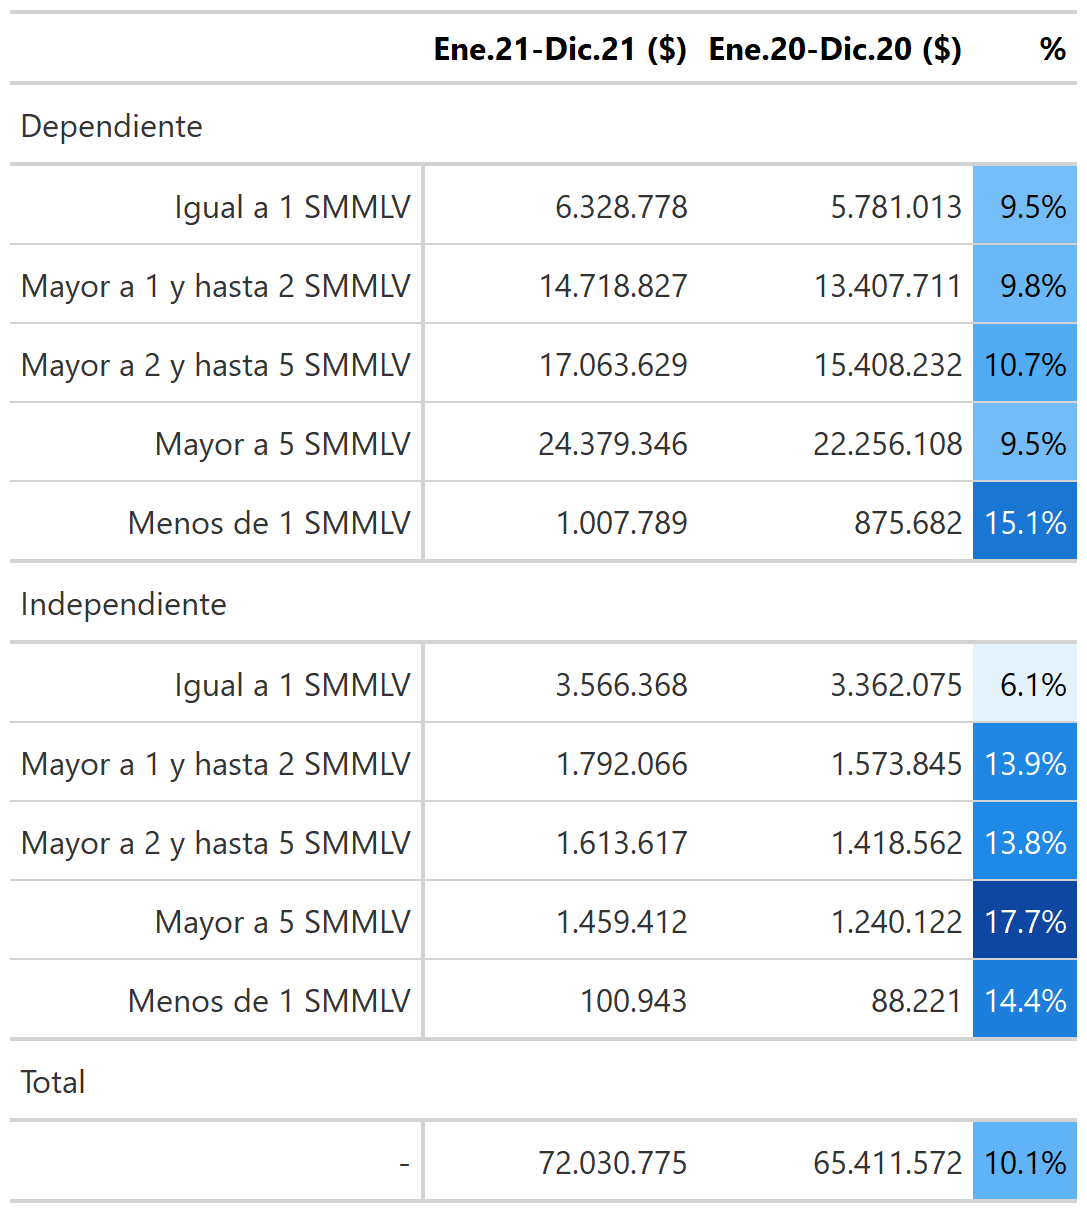 Ene.21-Dic.21 ($) Ene.20-Dic.20 ($) %
Dependiente
Igual a 1 SMMLV 6.328.778 5.781.013 9.5%
Mayor a 1 y hasta 2 SMMLV 14.718.827 13.407.711 9.8%
Mayor a 2 y hasta 5 SMMLV 17.063.629 15.408.232 10.7%
Mayor a 5 SMMLV 24.379.346 22.256.108 9.5%
Menos de 1 SMMLV 1.007.789 875.682 15.1%
Independiente
Igual a 1 SMMLV 3.566.368 3.362.075 6.1%
Mayor a 1 y hasta 2 SMMLV 1.792.066 1.573.845 13.9%
Mayor a 2 y hasta 5 SMMLV 1.613.617 1.418.562 13.8%
Mayor a 5 SMMLV 1.459.412 1.240.122 17.7%
Menos de 1 SMMLV 100.943 88.221 14.4%
Total
- 72.030.775 65.411.572 10.1%